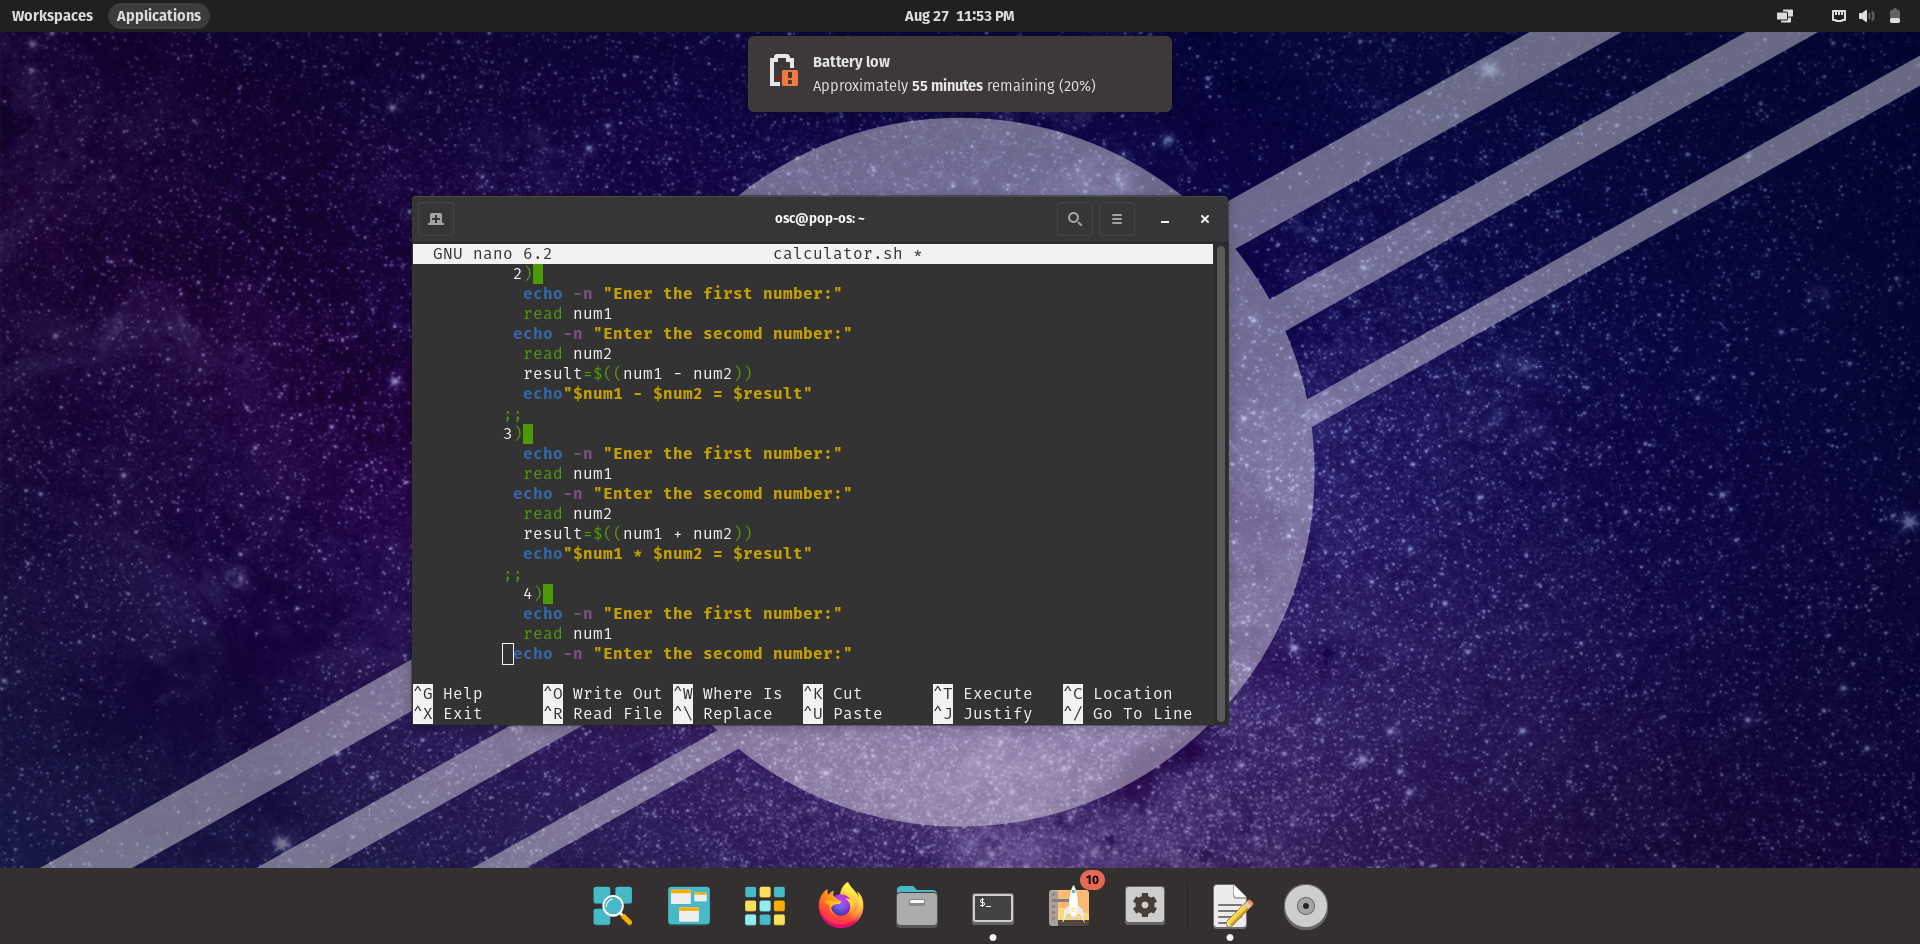 Workspaces Applications Aug 27 11:53 PM
Battery low
Approximately 55 minutes remaining (20%)
osc@pop-os: ~
GNU nano 6.2 calculator.sh *
2)
echo -n "Ener the first number:"
read num1
echo -n "Enter the secomd number:"
read num2
result=$((num1 - num2))
echo"$num1 - $num2 = $result"
;;
3)
echo -n "Ener the first number:"
read num1
echo -n "Enter the secomd number:"
read num2
result=$((num1 + num2))
echo"$num1 * $num2 = $result"
;;
4)
echo -n "Ener the first number:"
read num1
echo -n "Enter the secomd number:"
^G Help ^O Write Out ^W Where Is ^K Cut ^T Execute ^C Location
^X Exit ^R Read File ^\ Replace ^U Paste ^J Justify ^/ Go To Line
$_
10